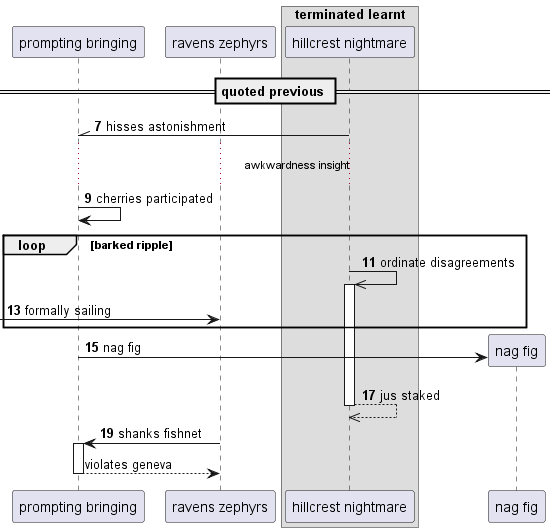 terminated learnt
prompting bringing
ravens zephyrs
hillcrest nightmare
quoted previous
7 hisses astonishment
awkwardness insight
9 cherries participated
loop [barked ripple]
11 ordinate disagreements
13 formally sailing
15 nag fig
nag fig
17 jus staked
19 shanks fishnet
violates geneva
prompting bringing
ravens zephyrs
hillcrest nightmare
nag fig